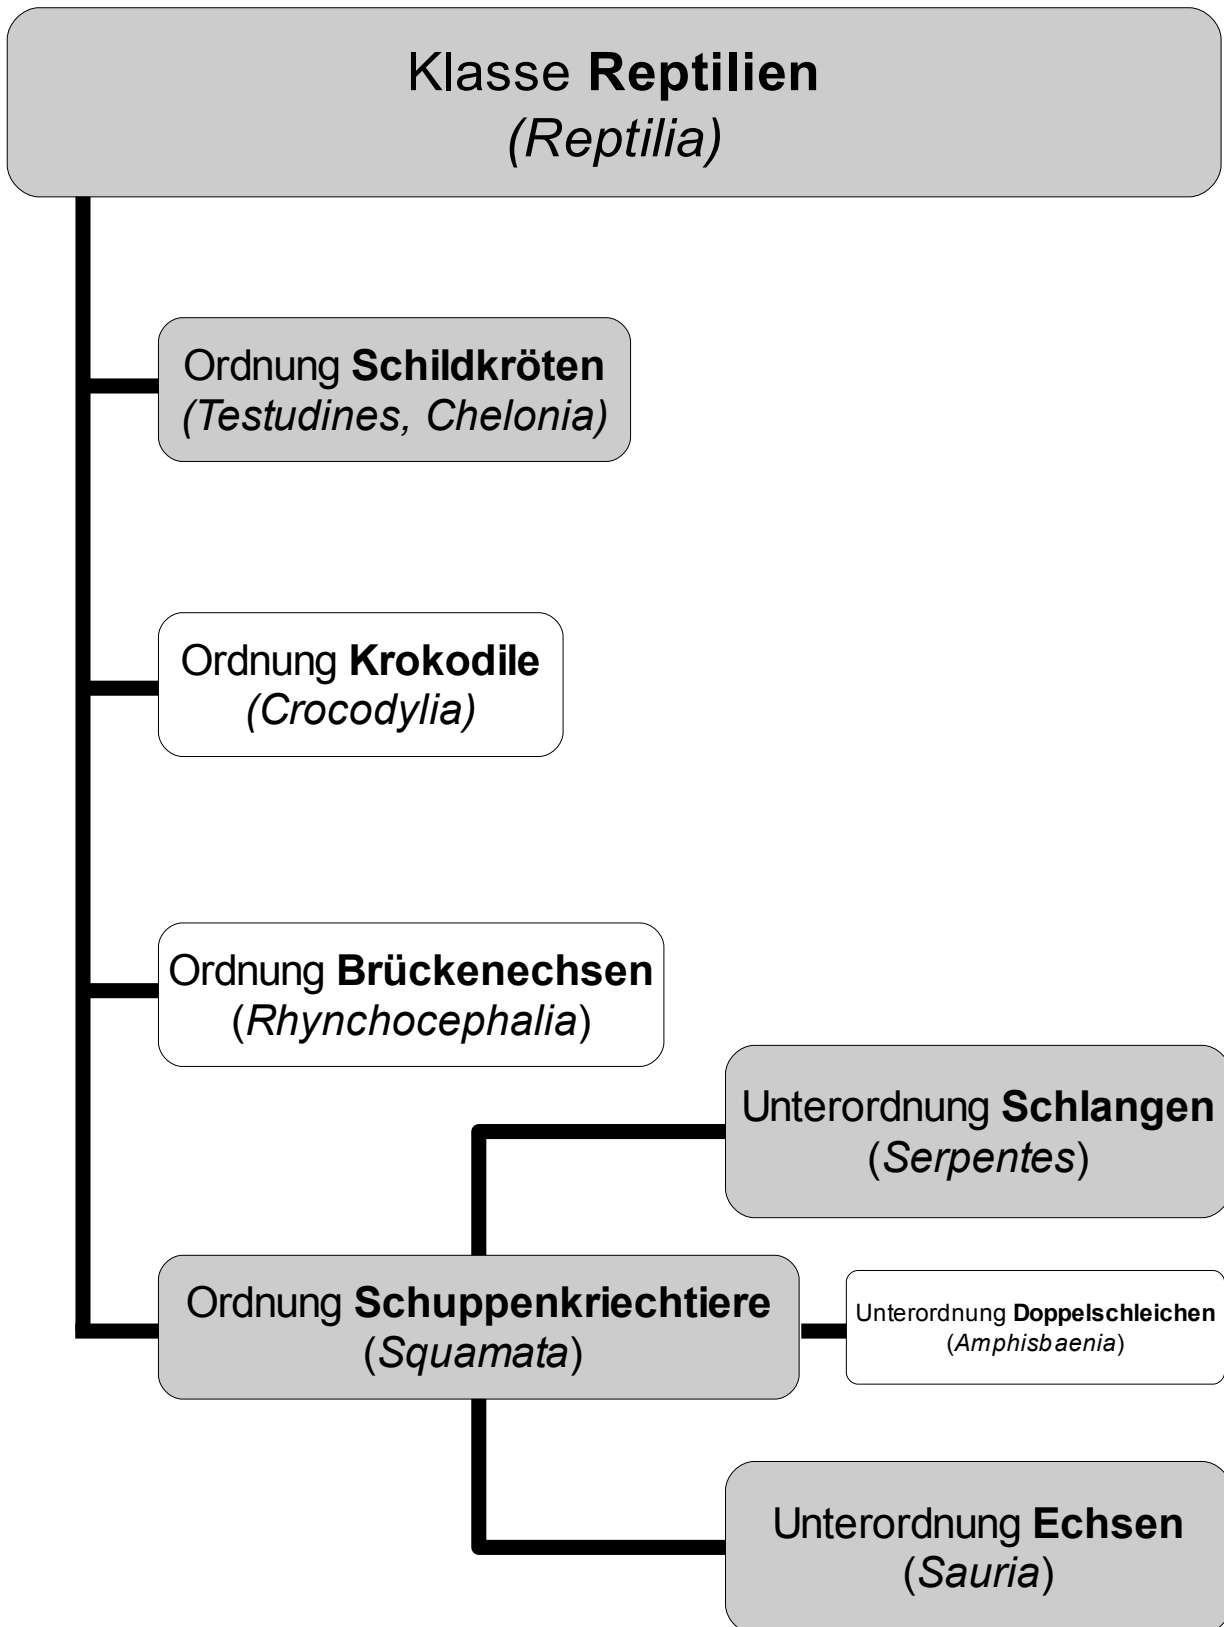 Klasse Reptilien
(Reptilia)
Ordnung Schildkröten
(Testudines, Chelonia)
Ordnung Krokodile
(Crocodylia)
Ordnung Brückenechsen
(Rhynchocephalia)
Unterordnung Schlangen
(Serpentes)
Ordnung Schuppenkriechtiere
(Squamata)
Unterordnung Doppelschleichen
(Amphisbaenia)
Unterordnung Echsen
(Sauria)